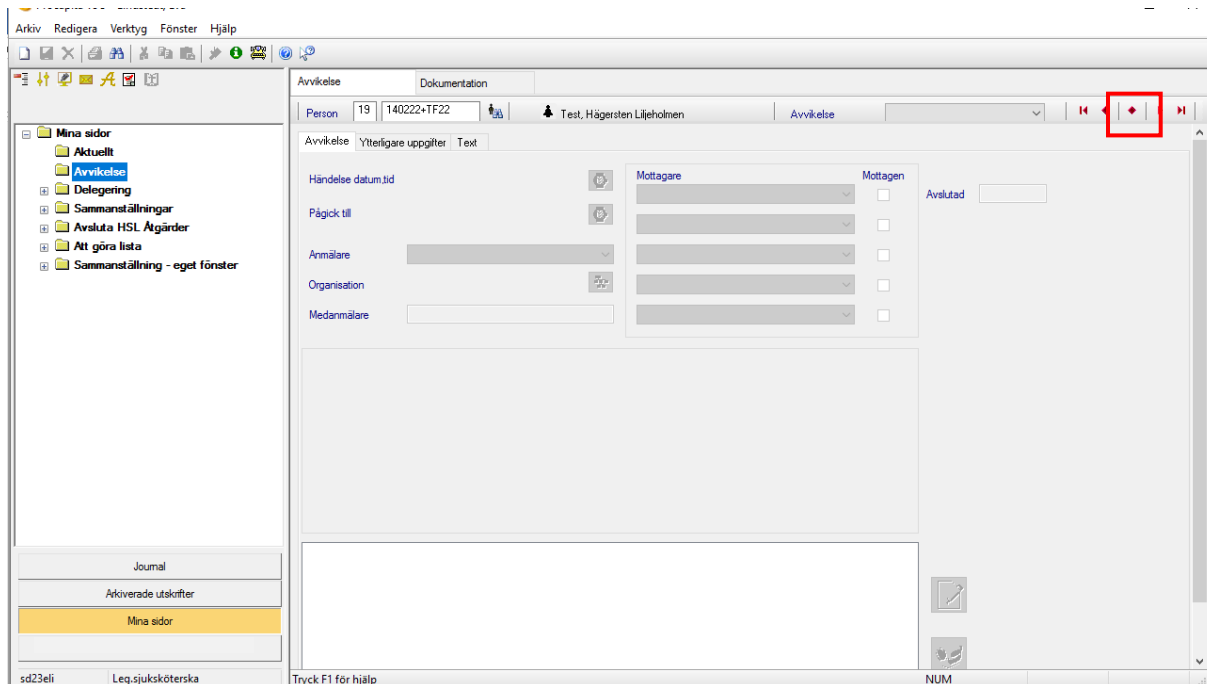 Arkiv Redigera Verktyg Fönster Hjälp
Avvikelse Dokumentation
Person 19 140222+TF22 Test, Hägersten Liljeholmen Avvikelse
Mina sidor
Aktuellt
Avvikelse
Delegering
Sammanställningar
Avsluta HSL Åtgärder
Att göra lista
Sammanställning - eget fönster
Avvikelse Ytterligare uppgifter Text
Händelse datum,tid Mottagare Mottagen
Avslutad
Pågick till
Anmälare
Organisation
Medanmälare
Journal
Arkiverade utskrifter
Mina sidor
sd23eli Leg.sjuksköterska Tryck F1 för hjälp NUM